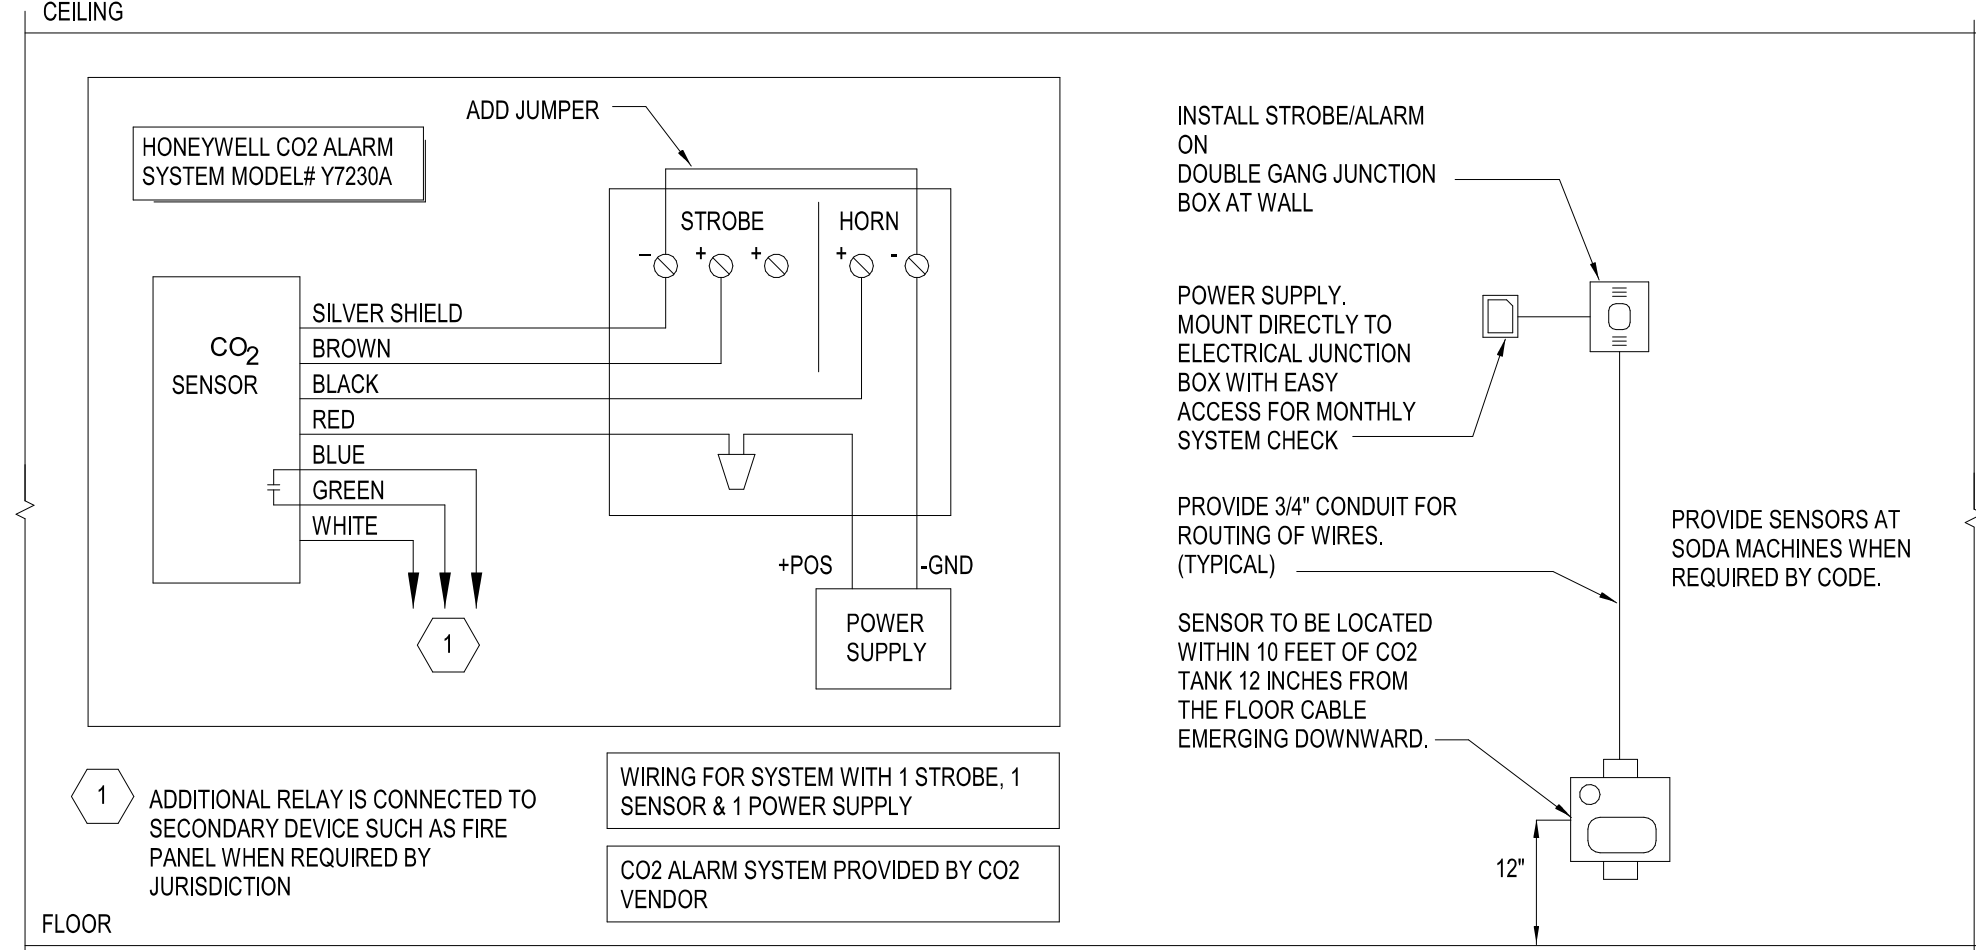 CEILING
ADD JUMPER
HONEYWELL CO2 ALARM
SYSTEM MODEL# Y7230A
STROBE
HORN
– + + + -
CO2
SENSOR
SILVER SHIELD
BROWN
BLACK
RED
BLUE
GREEN
WHITE
+POS
-GND
POWER
SUPPLY
1
1
ADDITIONAL RELAY IS CONNECTED TO
SECONDARY DEVICE SUCH AS FIRE
PANEL WHEN REQUIRED BY
JURISDICTION
WIRING FOR SYSTEM WITH 1 STROBE, 1
SENSOR & 1 POWER SUPPLY
CO2 ALARM SYSTEM PROVIDED BY CO2
VENDOR
INSTALL STROBE/ALARM
ON
DOUBLE GANG JUNCTION
BOX AT WALL
POWER SUPPLY.
MOUNT DIRECTLY TO
ELECTRICAL JUNCTION
BOX WITH EASY
ACCESS FOR MONTHLY
SYSTEM CHECK
PROVIDE 3/4" CONDUIT FOR
ROUTING OF WIRES.
(TYPICAL)
SENSOR TO BE LOCATED
WITHIN 10 FEET OF CO2
TANK 12 INCHES FROM
THE FLOOR CABLE
EMERGING DOWNWARD.
PROVIDE SENSORS AT
SODA MACHINES WHEN
REQUIRED BY CODE.
12"
FLOOR